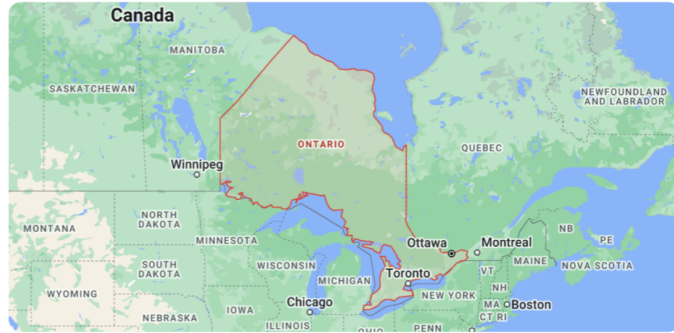 Canada
MANITOBA
SASKATCHEWAN
NEWFOUNDLAND
AND LABRADOR
ONTARIO
QUEBEC
Winnipeg
NORTH
DAKOTA
MONTANA
MINNESOTA
Ottawa
Montreal
NB
PE
MAINE
NOVA SCOTIA
SOUTH
DAKOTA
WISCONSIN
MICHIGAN
Toronto
VT
NH
WYOMING
NEW YORK
IOWA
Chicago
MA
Boston
NEBRASKA
CT RI
ILLINOIS
OHIO
PENN